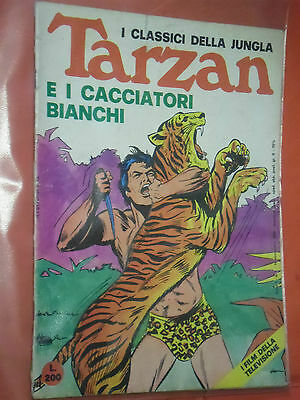 I CLASSICI DELLA JUNGLA
Tarzan
E I CACCIATORI
BIANCHI
L.
200
I FILM DELLA
TELEVISIONE